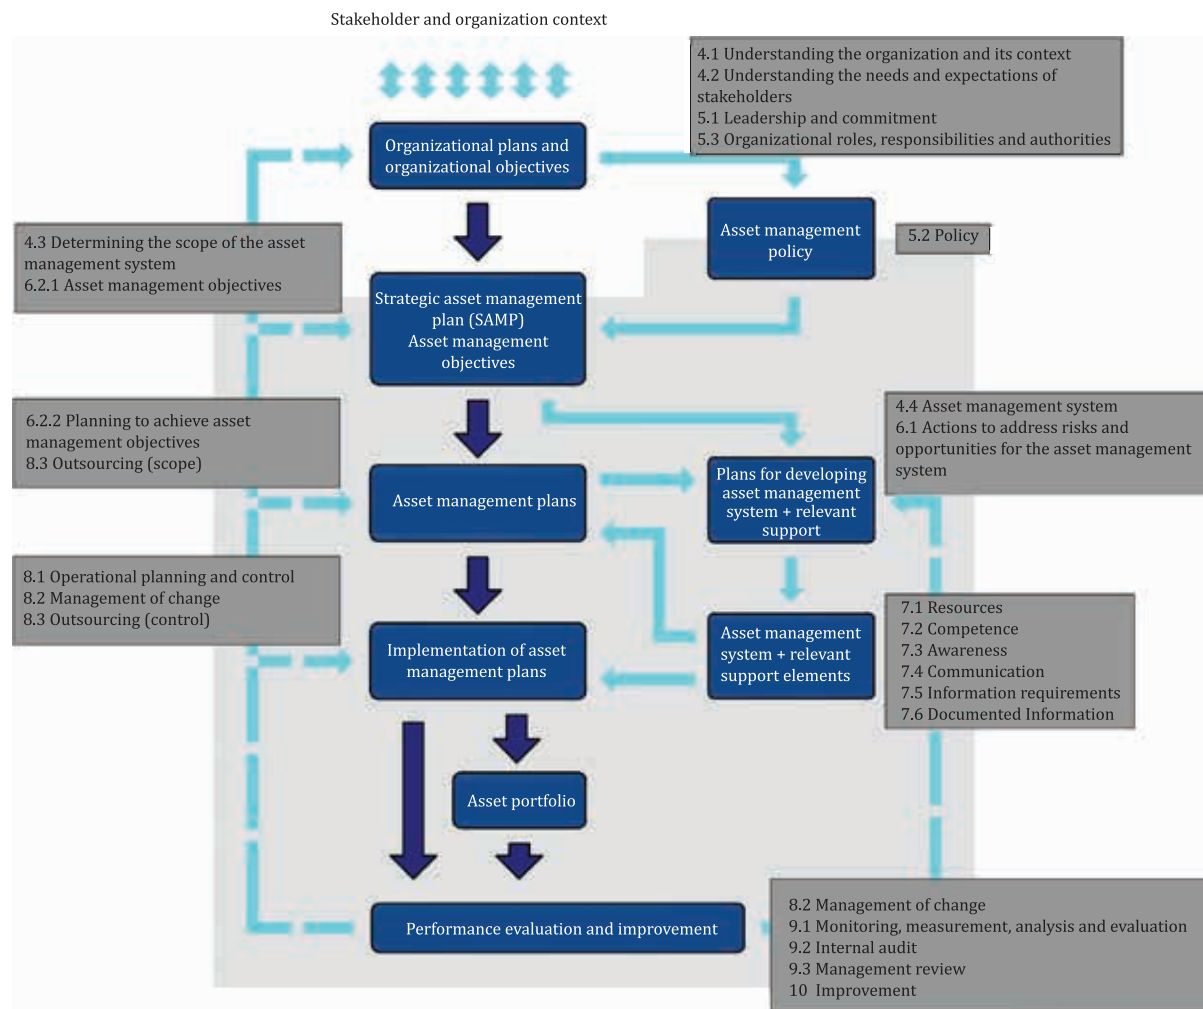 Stakeholder and organization context
4.1 Understanding the organization and its context
4.2 Understanding the needs and expectations of
stakeholders
5.1 Leadership and commitment
5.3 Organizational roles, responsibilities and authorities
Organizational plans and
organizational objectives
4.3 Determining the scope of the asset
management system
6.2.1 Asset management objectives
Asset management
policy
5.2 Policy
Strategic asset management
plan (SAMP)
Asset management
objectives
6.2.2 Planning to achieve asset
management objectives
8.3 Outsourcing (scope)
4.4 Asset management system
6.1 Actions to address risks and
opportunities for the asset management
system
Asset management plans
Plans for developing
asset management
system + relevant
support
8.1 Operational planning and control
8.2 Management of change
8.3 Outsourcing (control)
Implementation of asset
management plans
Asset management
system + relevant
support elements
7.1 Resources
7.2 Competence
7.3 Awareness
7.4 Communication
7.5 Information requirements
7.6 Documented Information
Asset portfolio
Performance evaluation and improvement
8.2 Management of change
9.1 Monitoring, measurement, analysis and evaluation
9.2 Internal audit
9.3 Management review
10 Improvement